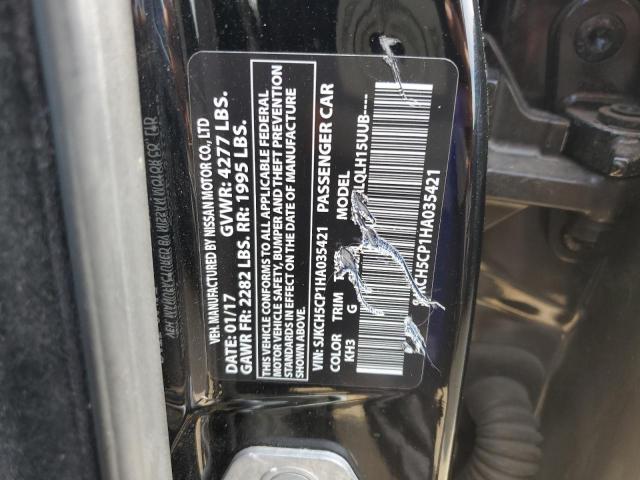 VEH. MANUFACTURED BY NISSAN MOTOR CO., LTD
GVWR: 4277 LBS.
DATE: 01/17
GAWR FR: 2282 LBS. RR: 1995 LBS.
THIS VEHICLE CONFORMS TO ALL APPLICABLE FEDERAL
MOTOR VEHICLE SAFETY, BUMPER AND THEFT PREVENTION
STANDARDS IN EFFECT ON THE DATE OF MANUFACTURE
SHOWN ABOVE.
VIN: SJKCH5CP1HA035421 PASSENGER CAR
COLOR TRIM MODEL
KH3 G LQLH15UUB----
SJKCH5CP1HA035421